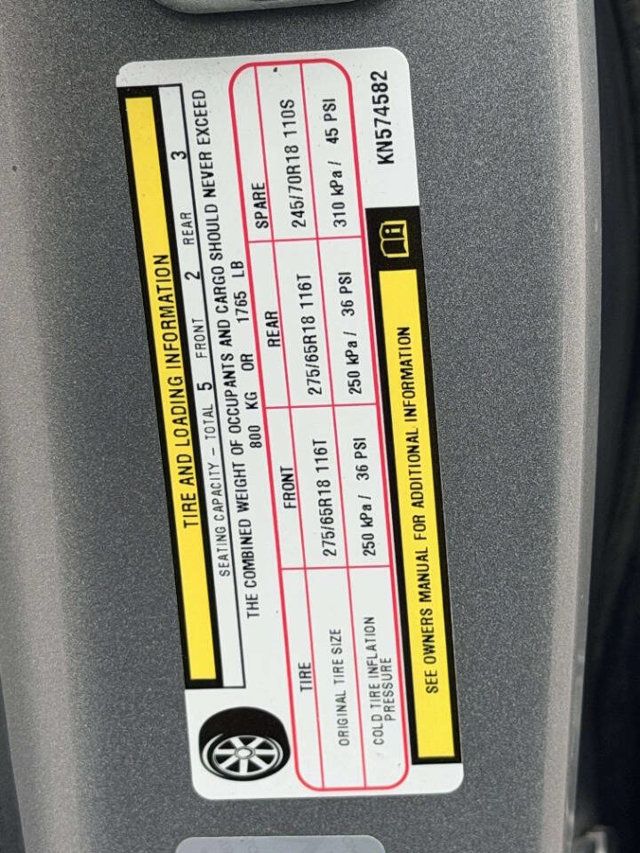 TIRE AND LOADING INFORMATION
SEATING CAPACITY - TOTAL 5 FRONT 2 REAR 3
THE COMBINED WEIGHT OF OCCUPANTS AND CARGO SHOULD NEVER EXCEED
800 KG OR 1765 LB
TIRE FRONT REAR SPARE
ORIGINAL TIRE SIZE 275/65R18 116T 275/65R18 116T 245/70R18 110S
COLD TIRE INFLATION
PRESSURE 250 kPa/ 36 PSI 250 kPa/ 36 PSI 310 kPa/ 45 PSI
SEE OWNERS MANUAL FOR ADDITIONAL INFORMATION
KN574582